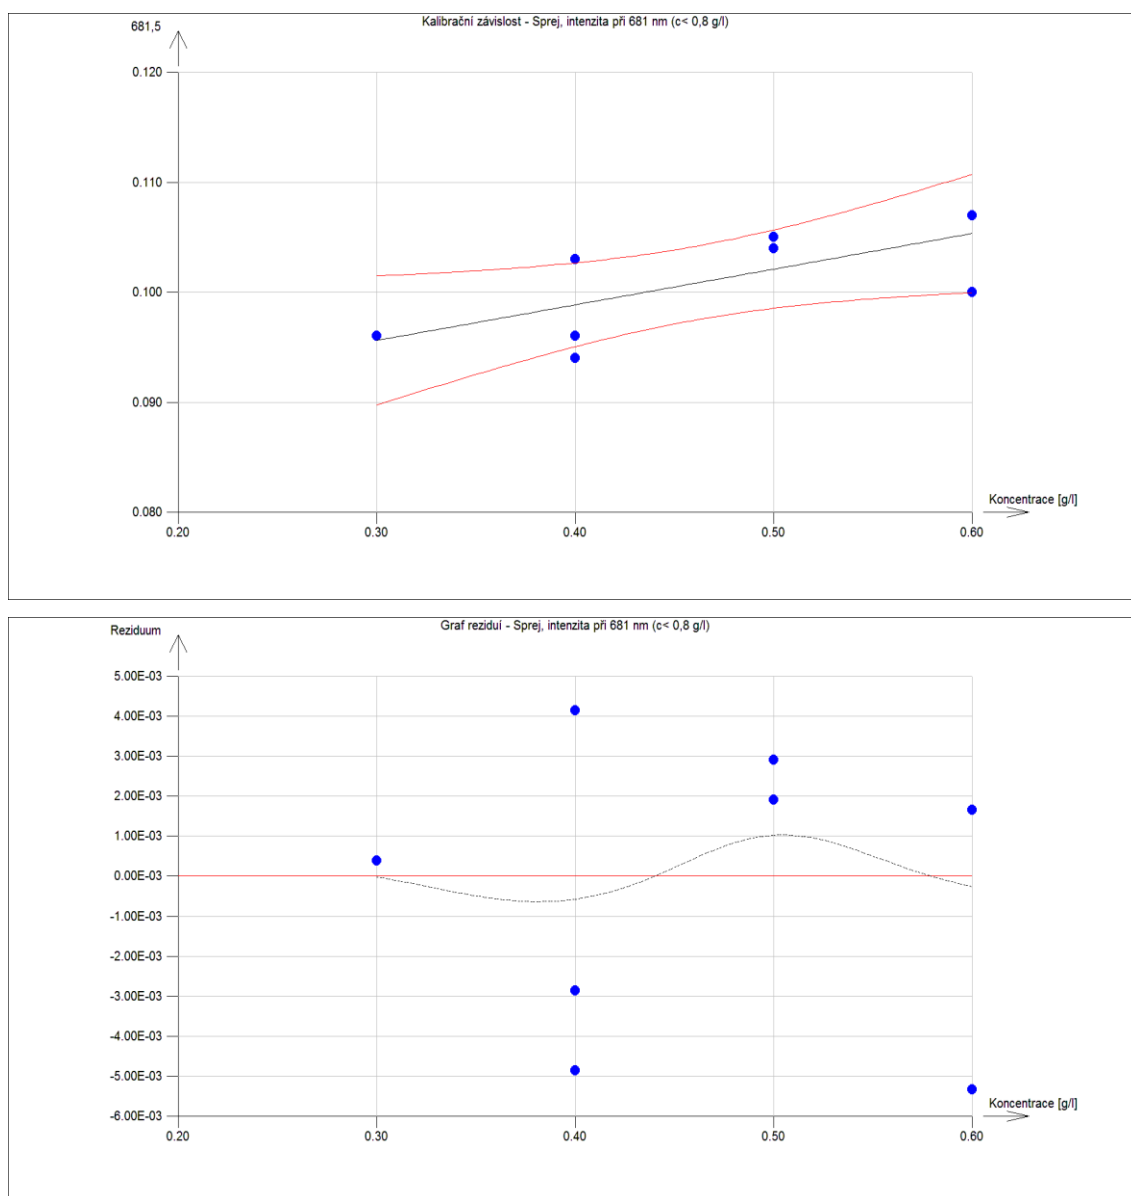 Kalibrační závislost - Sprej, intenzita při 681 nm (c< 0,8 g/l)
681,5
0.120
0.110
0.100
0.090
0.080
Koncentrace [g/l]
0.20 0.30 0.40 0.50 0.60
Graf reziduí - Sprej, intenzita při 681 nm (c< 0,8 g/l)
Reziduum
5.00E-03
4.00E-03
3.00E-03
2.00E-03
1.00E-03
0.00E-03
-1.00E-03
-2.00E-03
-3.00E-03
-4.00E-03
-5.00E-03
-6.00E-03
Koncentrace [g/l]
0.20 0.30 0.40 0.50 0.60